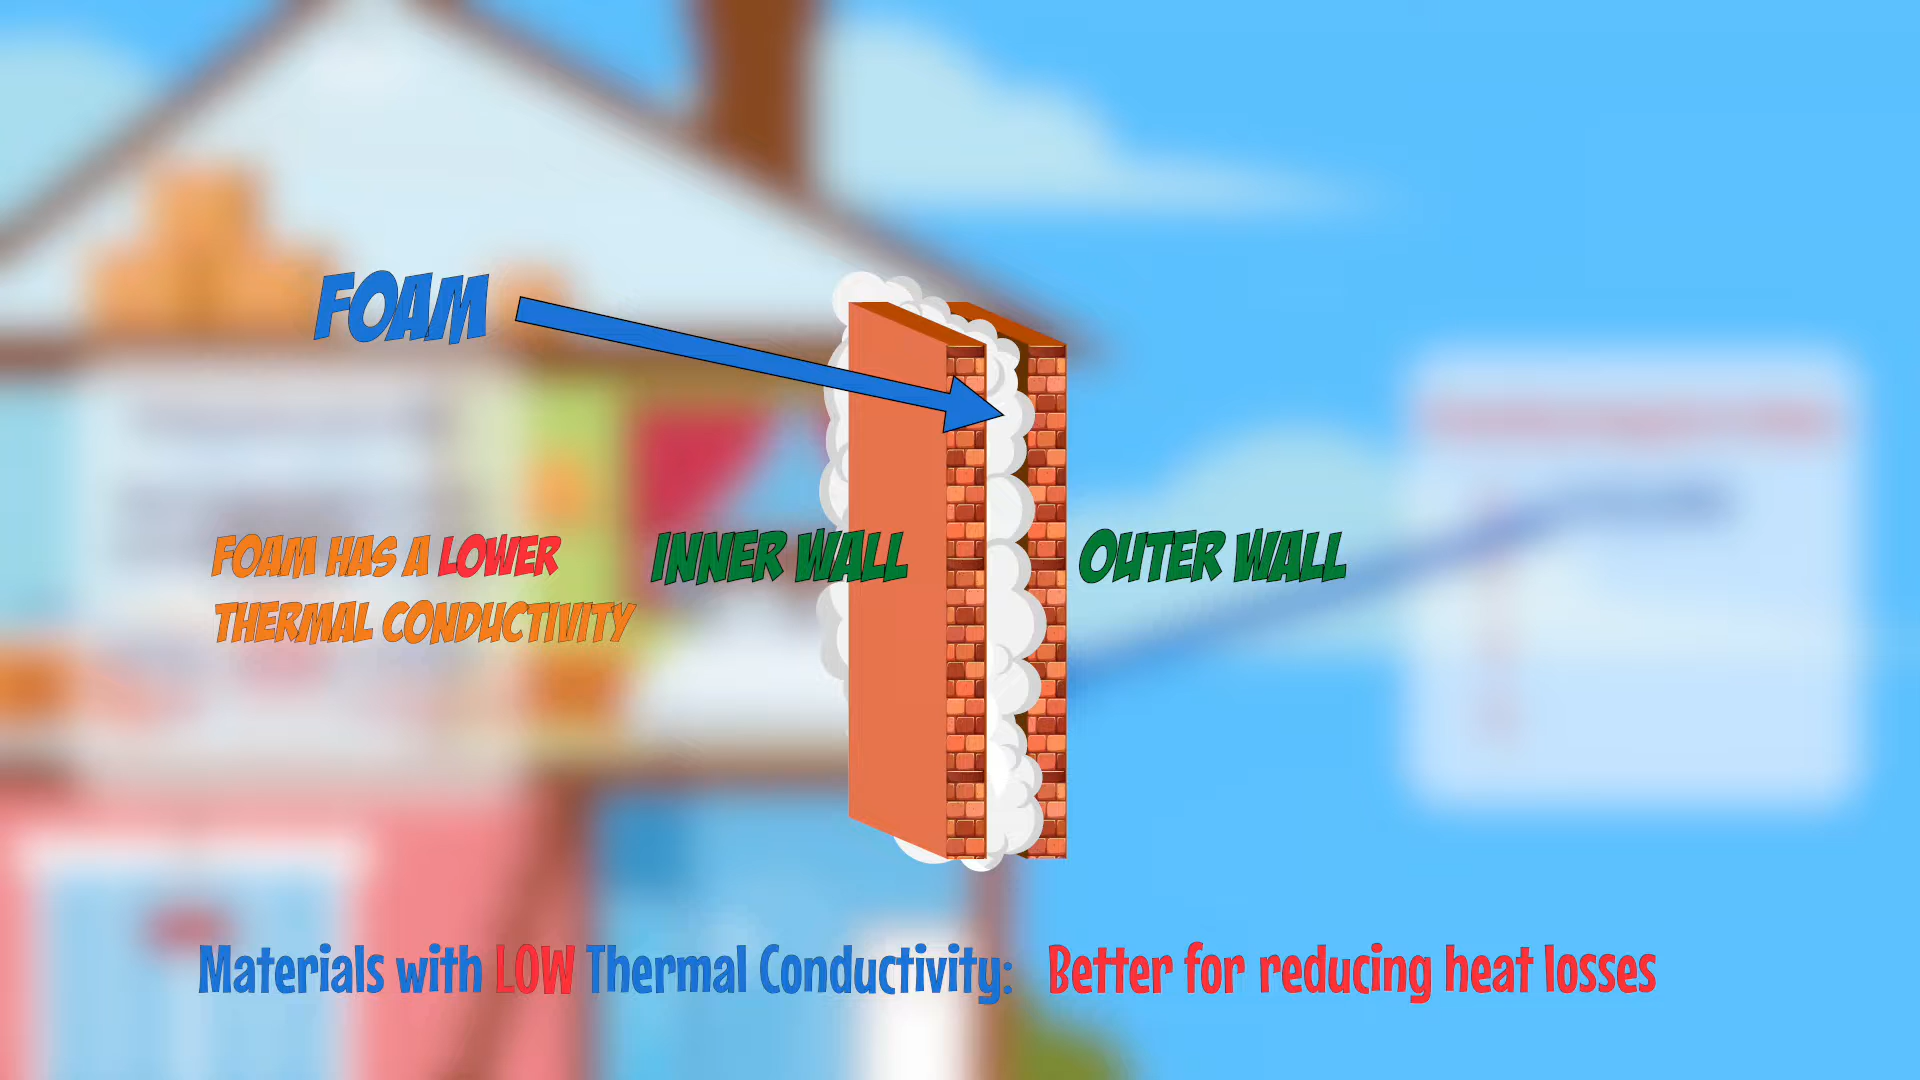 FOAM
FOAM HAS A LOWER
THERMAL CONDUCTIVITY
INNER WALL
OUTER WALL
Materials with LOW Thermal Conductivity: Better for reducing heat losses